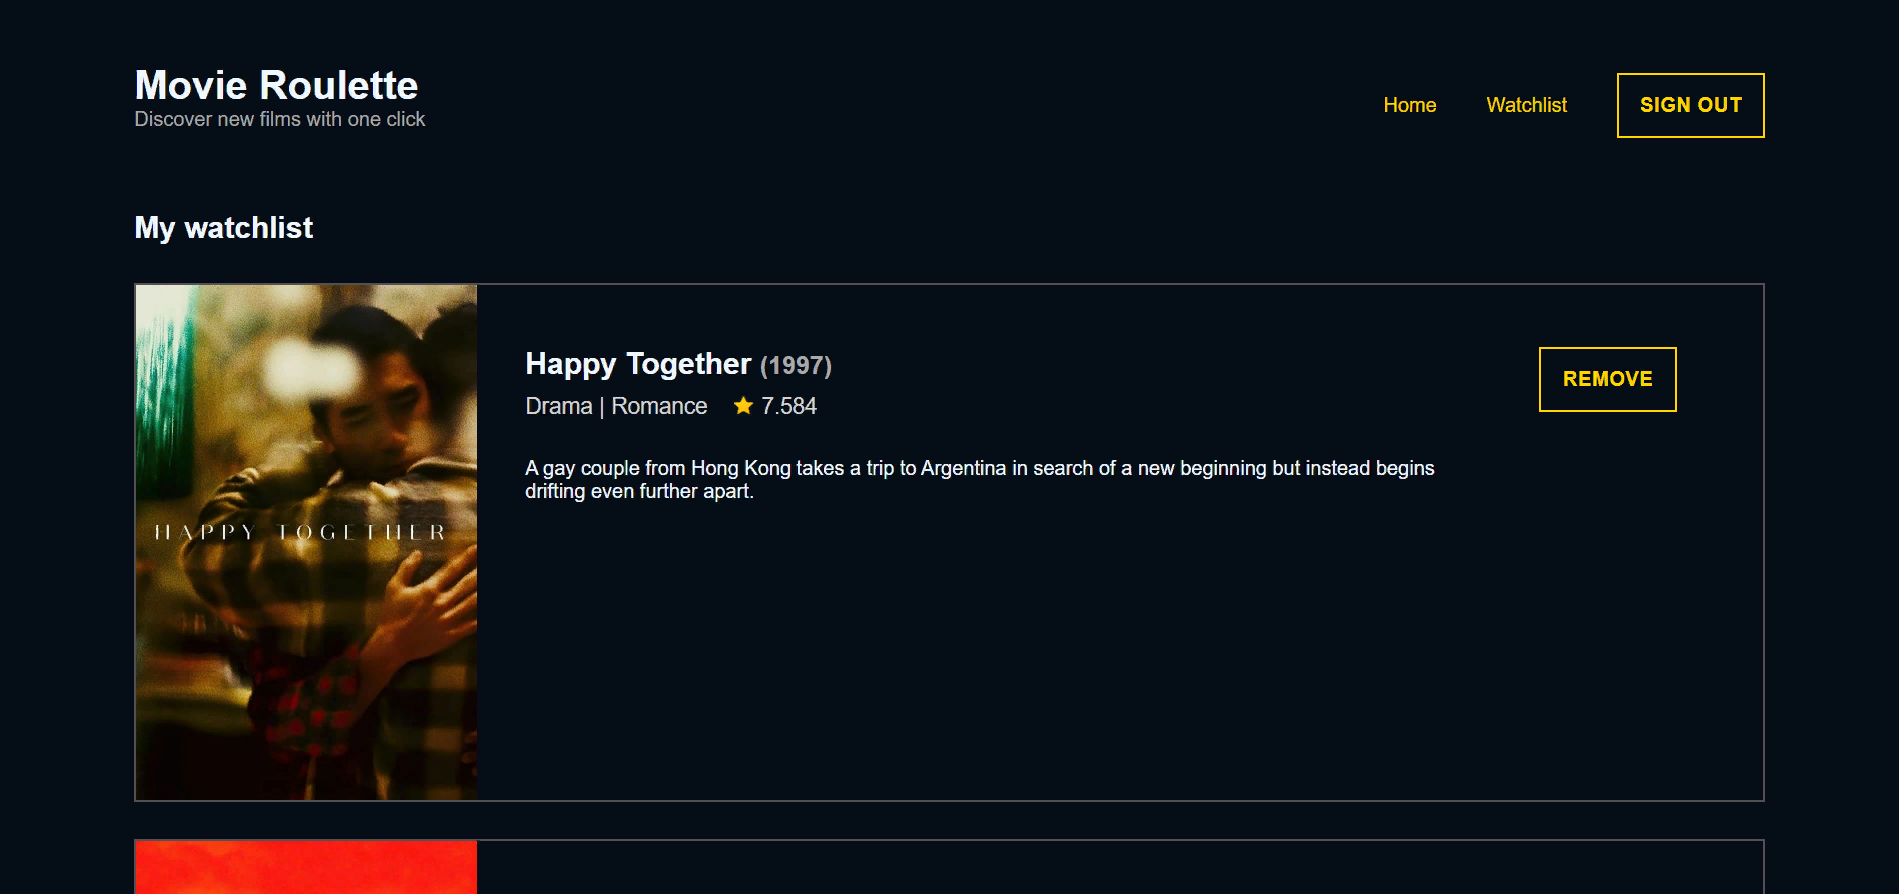 Movie Roulette
Discover new films with one click
Home
Watchlist
SIGN OUT
My watchlist
HAPPY TOGETHER
Happy Together (1997)
Drama | Romance ⭐ 7.584
REMOVE
A gay couple from Hong Kong takes a trip to Argentina in search of a new beginning but instead begins
drifting even further apart.